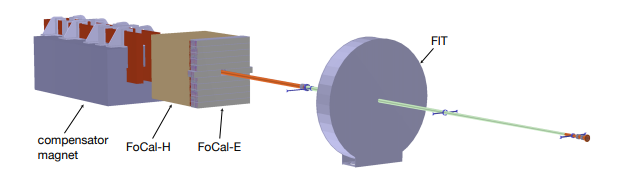 FIT
compensator
magnet
FoCal-H
FoCal-E